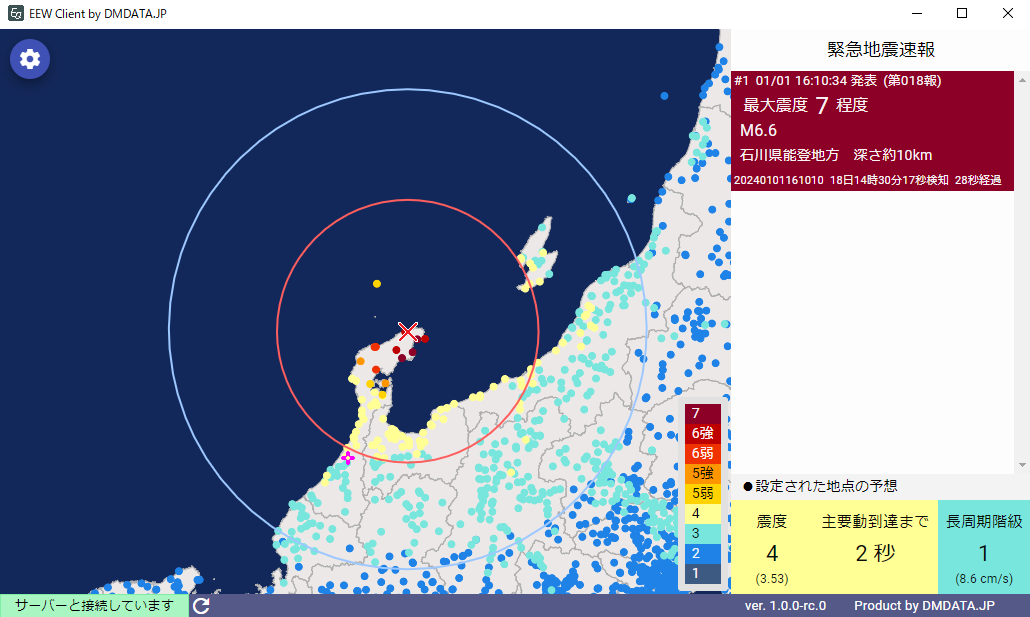 EEW Client by DMDATA.JP
緊急地震速報
#1 01/01 16:10:34 発表 (第018報)
最大震度 7 程度
M6.6
石川県能登地方 深さ約10km
20240101161010 18日14時30分17秒検知 28秒経過
7
6強
6弱
5強
5弱
4
3
2
1
●設定された地点の予想
震度 主要動到達まで 長周期階級
4 2 秒 1
(3.53) (8.6 cm/s)
サーバーと接続しています
ver. 1.0.0-rc.0 Product by DMDATA.JP